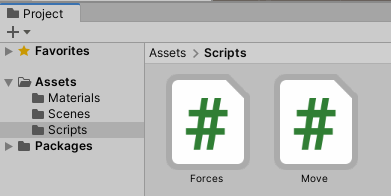 Project
Favorites
Assets
Materials
Scenes
Scripts
Packages
Assets > Scripts
#
#
Forces
Move